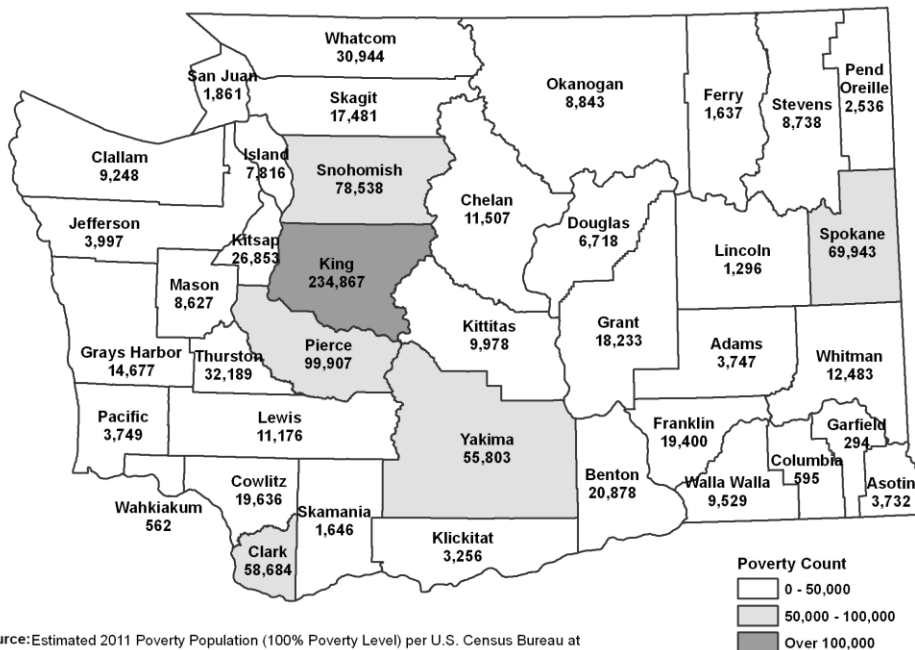 Whatcom
30,944
San Juan
1,861
Skagit
17,481
Okanogan
8,843
Ferry
1,637
Stevens
8,738
Pend
Oreille
2,536
Clallam
9,248
Island
7,816
Snohomish
78,538
Chelan
11,507
Douglas
6,718
Jefferson
3,997
Kitsap
26,853
King
234,867
Lincoln
1,296
Spokane
69,943
Mason
8,627
Kittitas
9,978
Grant
18,233
Adams
3,747
Whitman
12,483
Grays Harbor
14,677
Thurston
32,189
Pierce
99,907
Pacific
3,749
Lewis
11,176
Yakima
55,803
Franklin
19,400
Garfield
294
Benton
20,878
Walla Walla
9,529
Columbia
595
Asotin
3,732
Wahkiakum
562
Cowlitz
19,636
Skamania
1,646
Klickitat
3,256
Clark
58,684
Poverty Count
0 - 50,000
50,000 - 100,000
Over 100,000
urce: Estimated 2011 Poverty Population (100% Poverty Level) per U.S. Census Bureau at